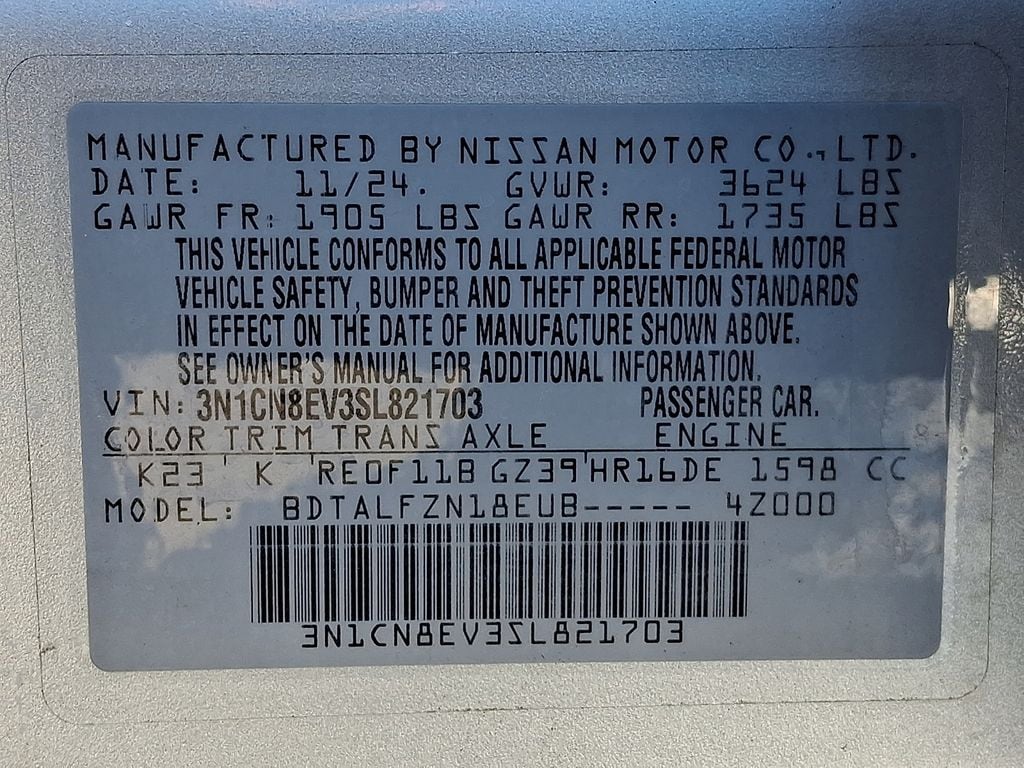 MANUFACTURED BY NISSAN MOTOR CO., LTD.
DATE: 11/24. GVWR: 3624 LBS
GAWR FR: 1905 LBS GAWR RR: 1735 LBS
THIS VEHICLE CONFORMS TO ALL APPLICABLE FEDERAL MOTOR
VEHICLE SAFETY, BUMPER AND THEFT PREVENTION STANDARDS
IN EFFECT ON THE DATE OF MANUFACTURE SHOWN ABOVE.
SEE OWNER'S MANUAL FOR ADDITIONAL INFORMATION.
VIN: 3N1CN8EV3SL821703 PASSENGER CAR.
COLOR TRIM TRANS AXLE ENGINE
K23 ' K RE0F11B GZ39 ' HR16DE 1598 CC
MODEL: BDTALFZN18EUB----- 4Z000
3N1CN8EV3SL821703